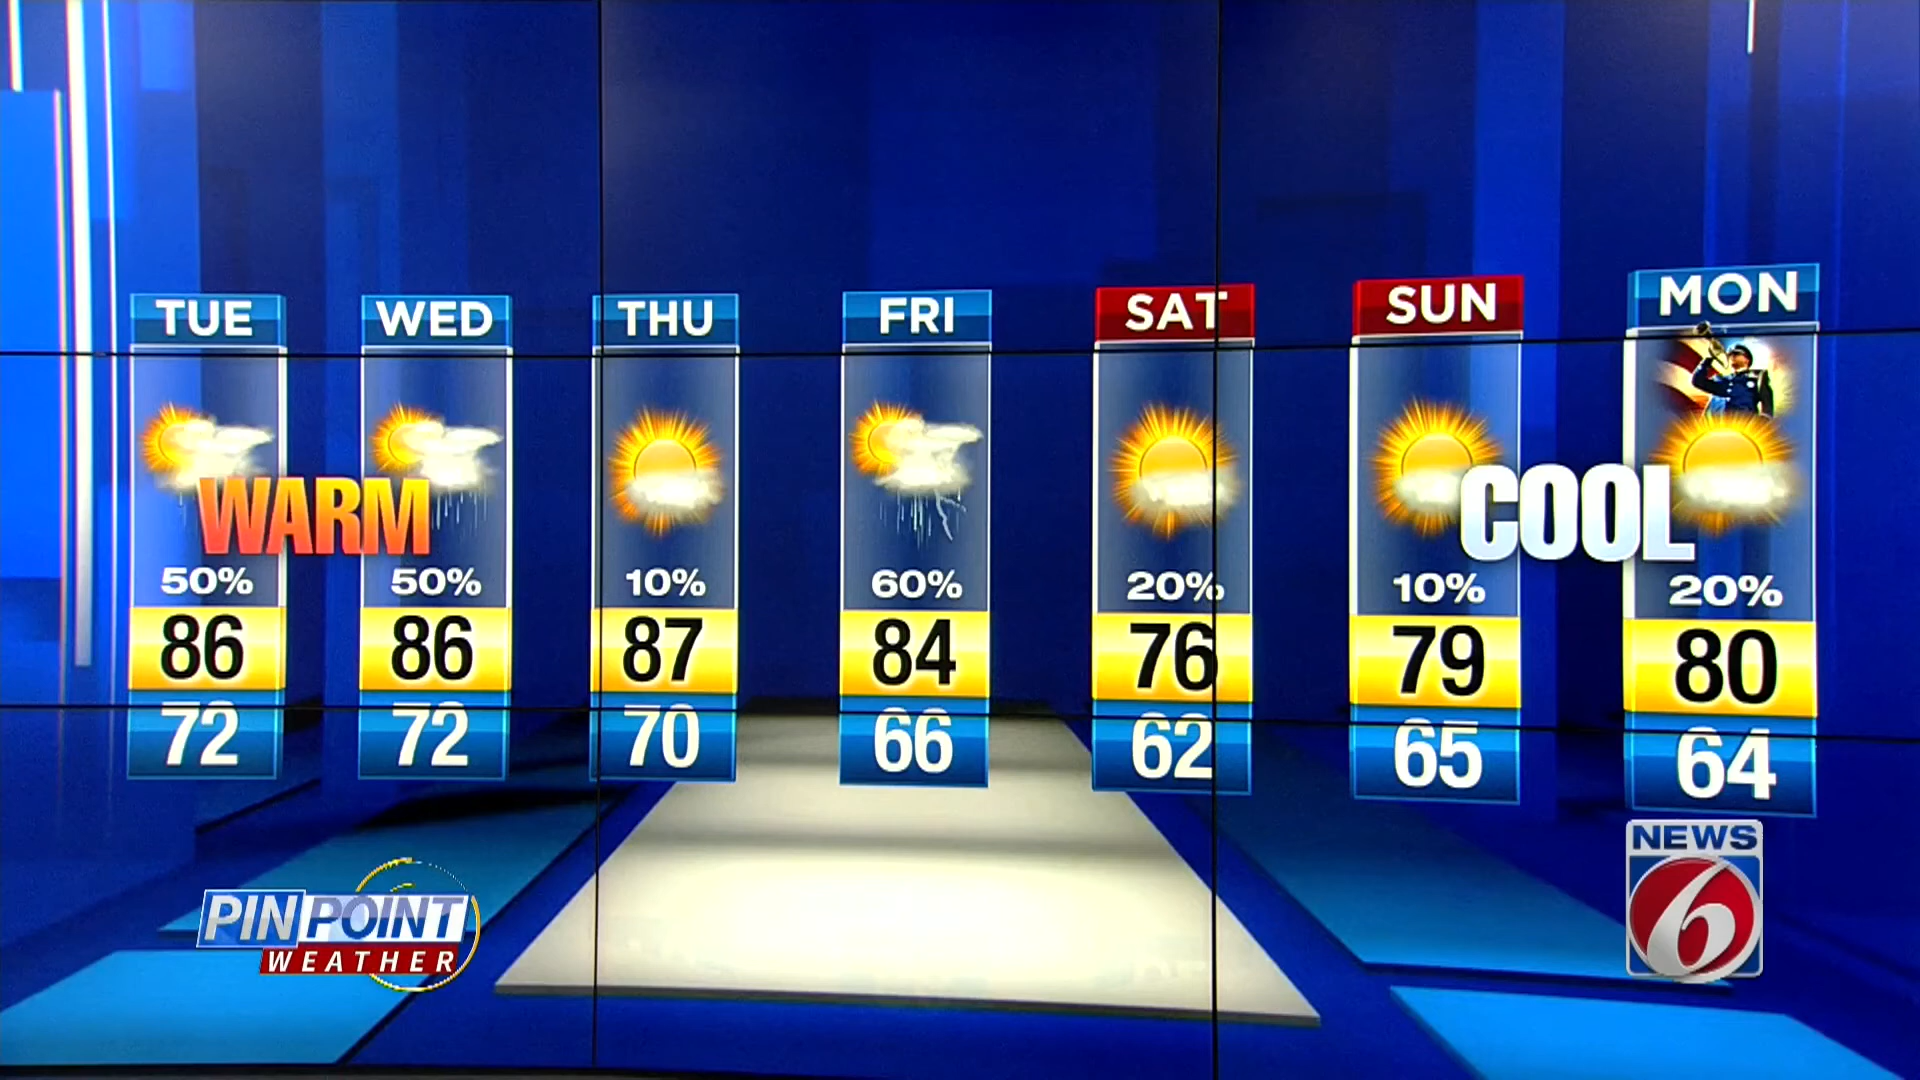 TUE WED THU FRI SAT SUN MON
WARM COOL
50% 50% 10% 60% 20% 10% 20%
86 86 87 84 76 79 80
72 72 70 66 62 65 64
PINPOINT
WEATHER
NEWS
6